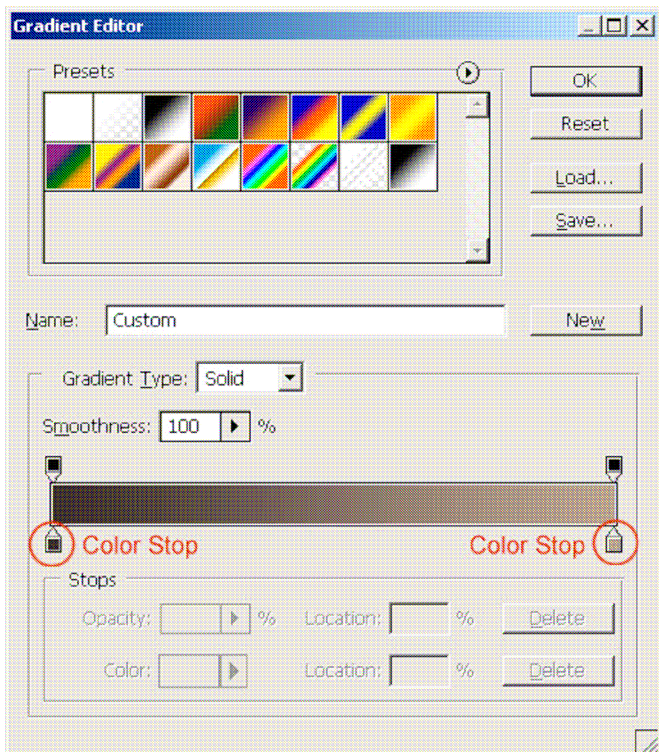 Gradient Editor
Presets
OK
Reset
Load...
Save...
Name: Custom
New
Gradient Type: Solid
Smoothness: 100 %
Color Stop Color Stop
Stops
Opacity: % Location: % Delete
Color: Location: % Delete